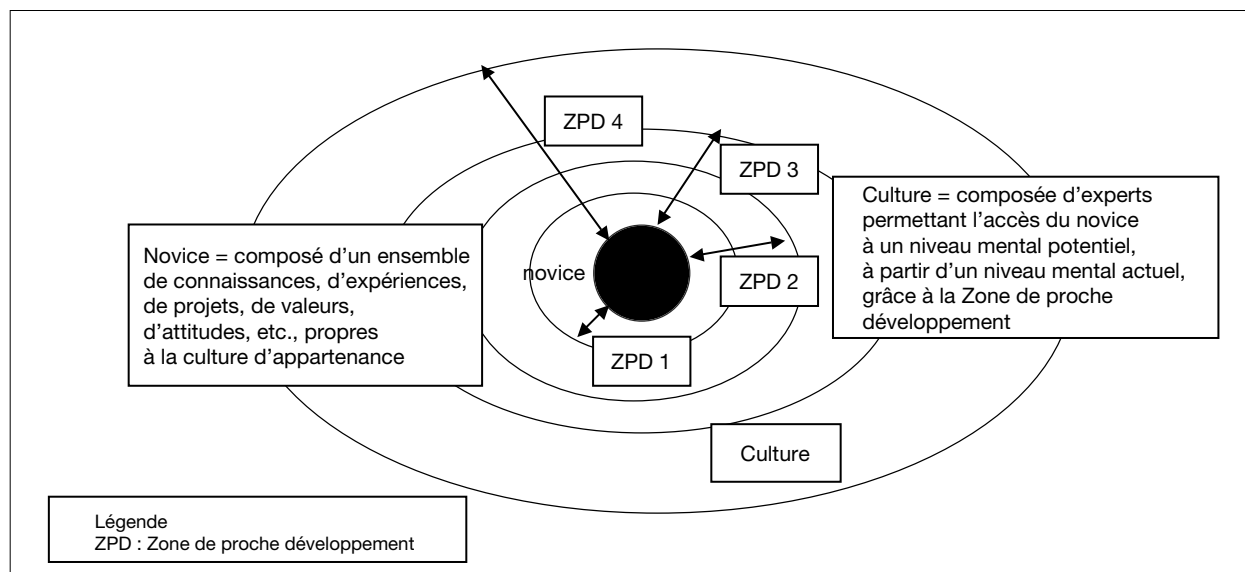 ZPD 4
ZPD 3
Novice = composé d’un ensemble
de connaissances, d’expériences,
de projets, de valeurs,
d’attitudes, etc., propres
à la culture d’appartenance
novice
ZPD 2
ZPD 1
Culture = composée d’experts
permettant l’accès du novice
à un niveau mental potentiel,
à partir d’un niveau mental actuel,
grâce à la Zone de proche
développement
Culture
Légende
ZPD : Zone de proche développement